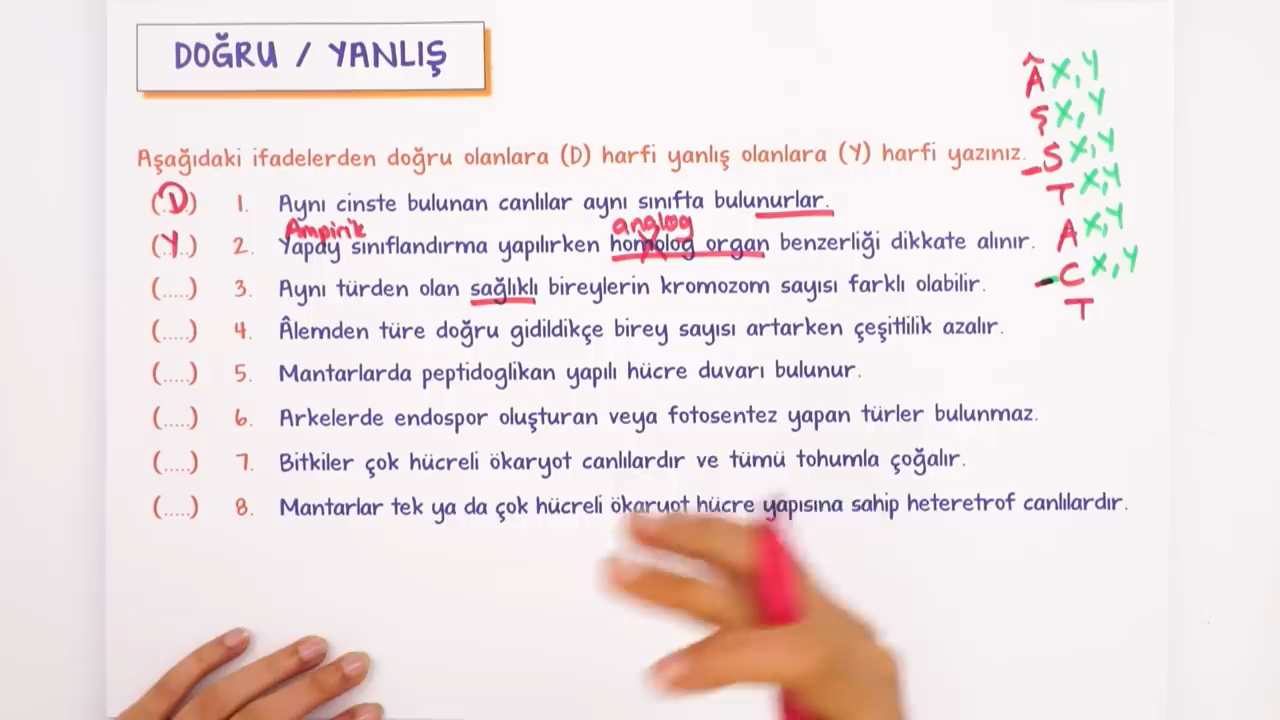 DOĞRU / YANLIŞ
Aşağıdaki ifadelerden doğru olanlara (D) harfi yanlış olanlara (Y) harfi yazınız.
(D) 1. Aynı cinste bulunan canlılar aynı sınıfta bulunurlar.
Ampirik analog
(Y) 2. Yapay sınıflandırma yapılırken homolog organ benzerliği dikkate alınır.
(.....) 3. Aynı türden olan sağlıklı bireylerin kromozom sayısı farklı olabilir.
(.....) 4. Âlemden türe doğru gidildikçe birey sayısı artarken çeşitlilik azalır.
(.....) 5. Mantarlarda peptidoglikan yapılı hücre duvarı bulunur.
(.....) 6. Arkelerde endospor oluşturan veya fotosentez yapan türler bulunmaz.
(.....) 7. Bitkiler çok hücreli ökaryot canlılardır ve tümü tohumla çoğalır.
(.....) 8. Mantarlar tek ya da çok hücreli ökaryot hücre yapısına sahip heteretrof canlılardır.
Â X, Y
Ş X, Y
S X, Y
T X, Y
A X, Y
C X, Y
T